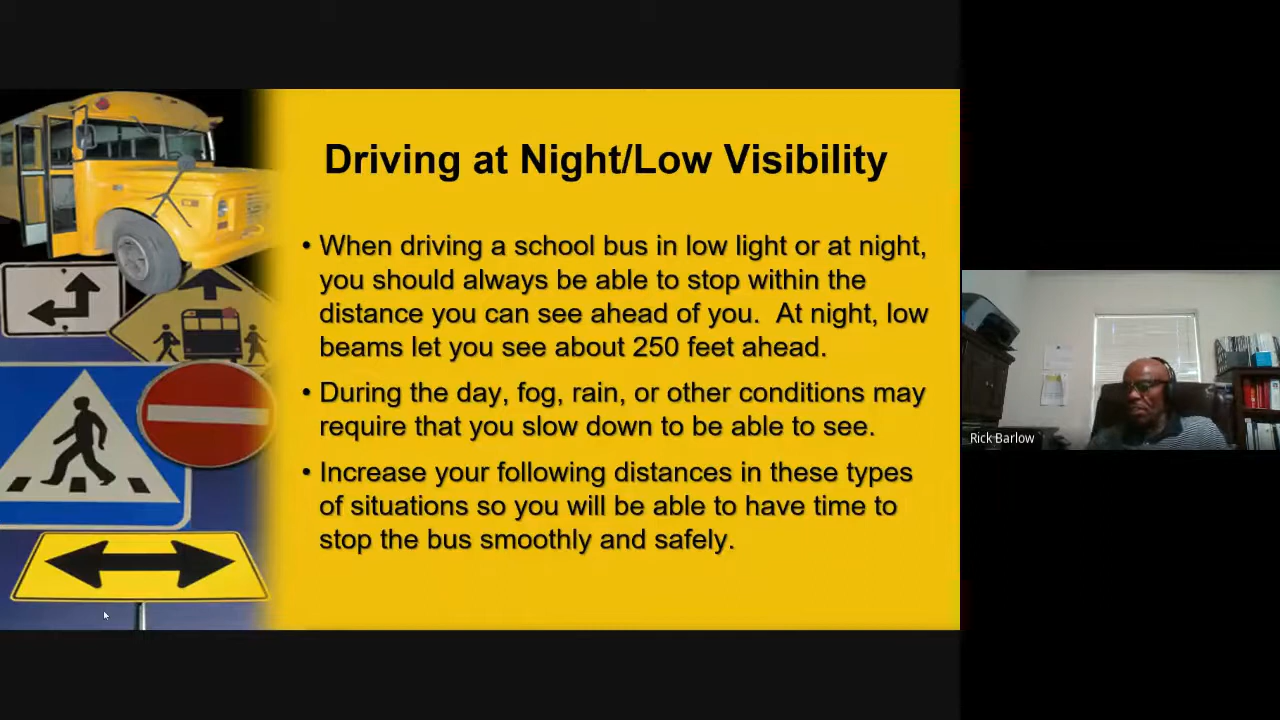 Driving at Night/Low Visibility
• When driving a school bus in low light or at night,
you should always be able to stop within the
distance you can see ahead of you.  At night, low
beams let you see about 250 feet ahead.
• During the day, fog, rain, or other conditions may
require that you slow down to be able to see.
• Increase your following distances in these types
of situations so you will be able to have time to
stop the bus smoothly and safely.
Rick Barlow